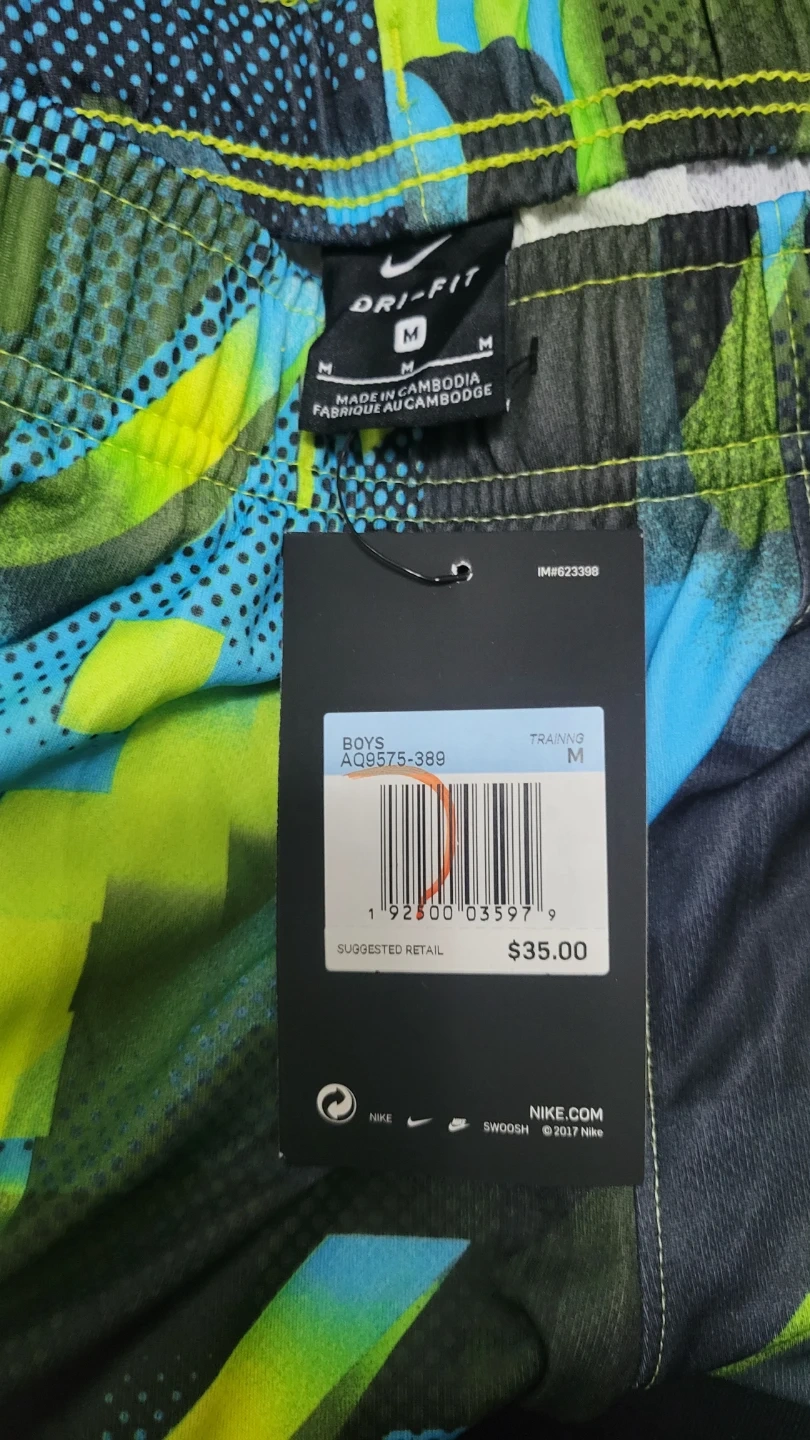 DRI-FIT
M
M M M
MADE IN CAMBODIA
FABRIQUE AU CAMBODGE
IM#623398
BOYS TRAINNG
AQ9575-389 M
1 92500 03597 9
SUGGESTED RETAIL $35.00
NIKE SWOOSH NIKE.COM
© 2017 Nike